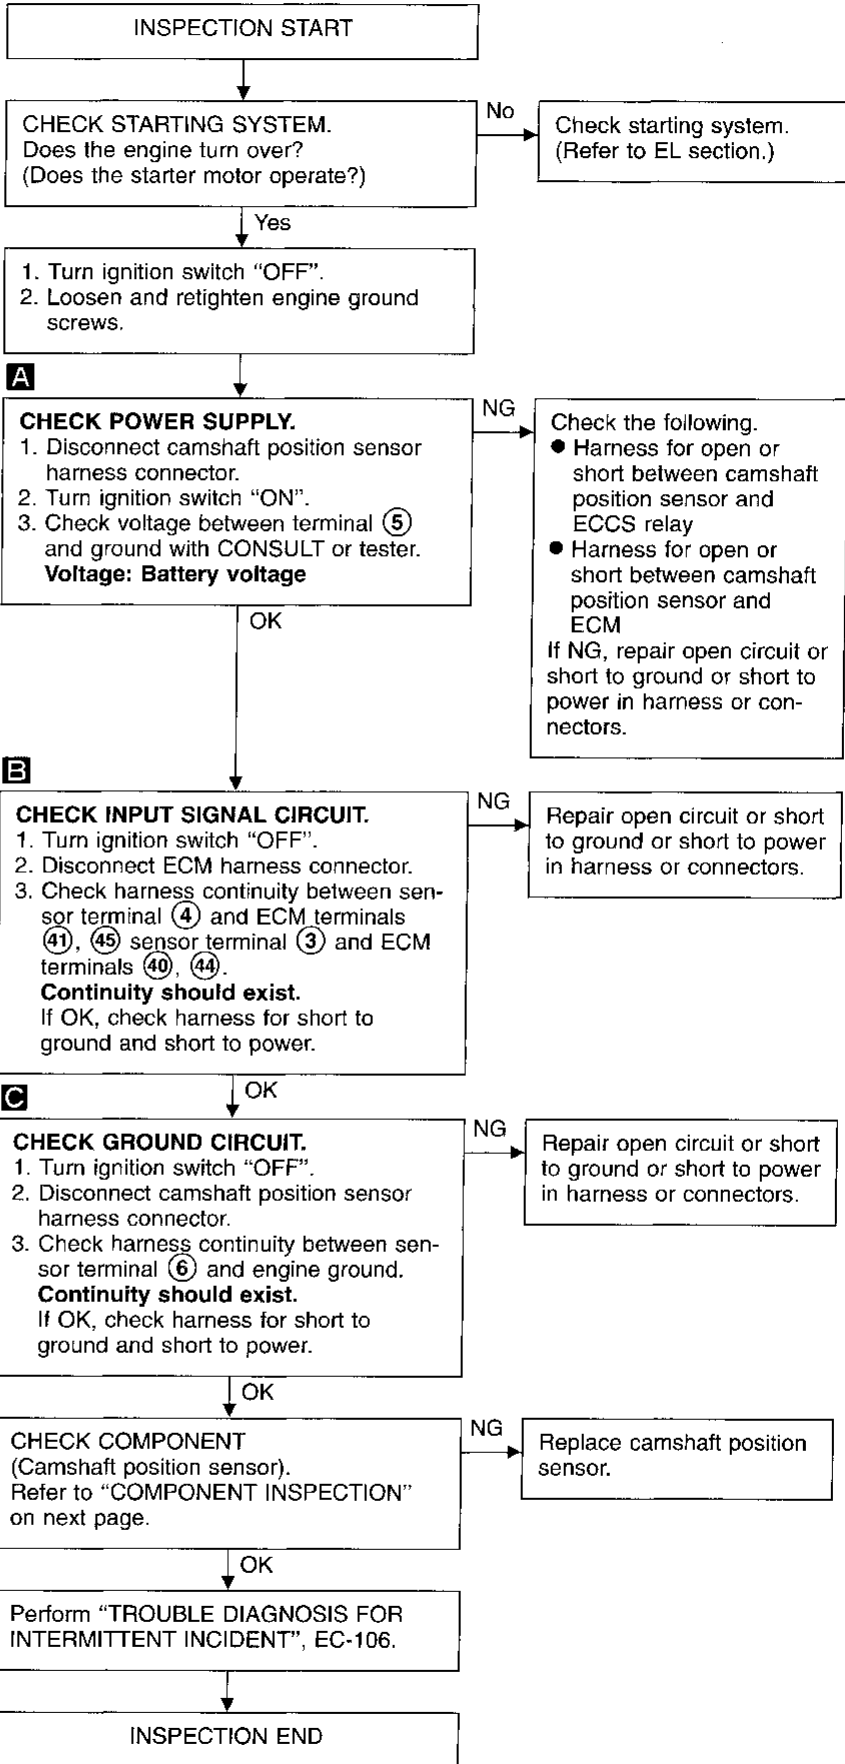 INSPECTION START
CHECK STARTING SYSTEM.
Does the engine turn over?
(Does the starter motor operate?)
No
Check starting system.
(Refer to EL section.)
Yes
1. Turn ignition switch “OFF”.
2. Loosen and retighten engine ground
screws.
A
CHECK POWER SUPPLY.
1. Disconnect camshaft position sensor
harness connector.
2. Turn ignition switch “ON”.
3. Check voltage between terminal ⑤
and ground with CONSULT or tester.
Voltage: Battery voltage
NG
Check the following.
● Harness for open or
short between camshaft
position sensor and
ECCS relay
● Harness for open or
short between camshaft
position sensor and
ECM
If NG, repair open circuit or
short to ground or short to
power in harness or con-
nectors.
OK
B
CHECK INPUT SIGNAL CIRCUIT.
1. Turn ignition switch “OFF”.
2. Disconnect ECM harness connector.
3. Check harness continuity between sen-
sor terminal ④ and ECM terminals
㊶, ㊺ sensor terminal ③ and ECM
terminals ㊵, ㊹.
Continuity should exist.
If OK, check harness for short to
ground and short to power.
NG
Repair open circuit or short
to ground or short to power
in harness or connectors.
OK
C
CHECK GROUND CIRCUIT.
1. Turn ignition switch “OFF”.
2. Disconnect camshaft position sensor
harness connector.
3. Check harness continuity between sen-
sor terminal ⑥ and engine ground.
Continuity should exist.
If OK, check harness for short to
ground and short to power.
NG
Repair open circuit or short
to ground or short to power
in harness or connectors.
OK
CHECK COMPONENT
(Camshaft position sensor).
Refer to “COMPONENT INSPECTION”
on next page.
NG
Replace camshaft position
sensor.
OK
Perform “TROUBLE DIAGNOSIS FOR
INTERMITTENT INCIDENT”, EC-106.
INSPECTION END